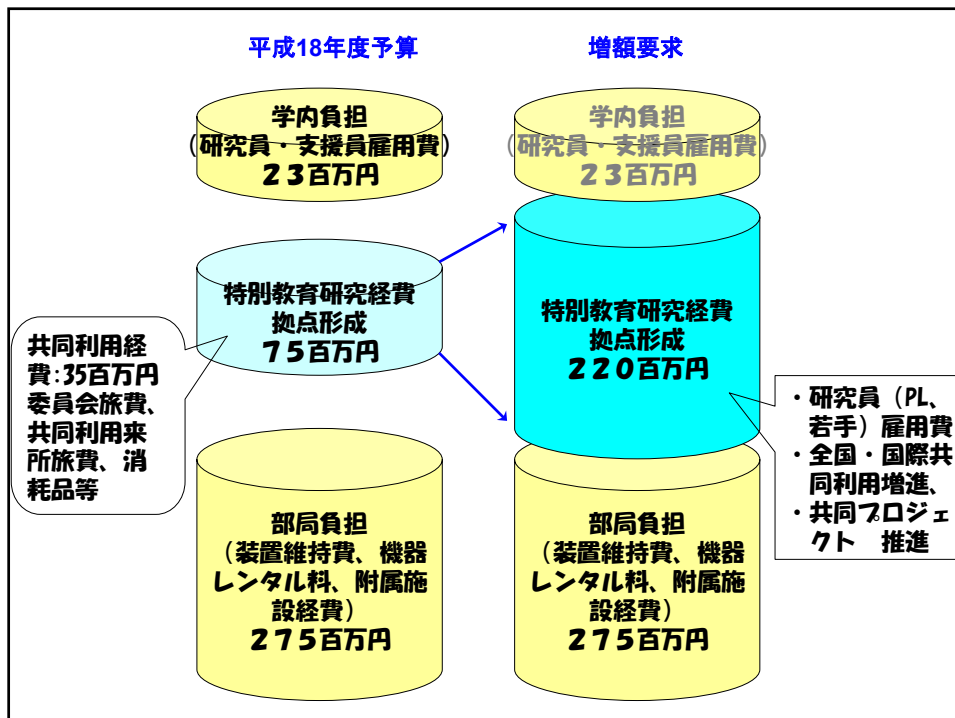 平成18年度予算
学内負担
(研究員・支援員雇用費)
２３百万円
特別教育研究経費
拠点形成
７５百万円
共同利用経
費:35百万円
委員会旅費、
共同利用来
所旅費、消
耗品等
部局負担
(装置維持費、機器
レンタル料、附属施
設経費)
２７５百万円
増額要求
学内負担
(研究員・支援員雇用費)
２３百万円
特別教育研究経費
拠点形成
２２０百万円
・研究員（PL、
若手）雇用費
・全国・国際共
同利用増進、
・共同プロジェ
クト　推進
部局負担
(装置維持費、機器
レンタル料、附属施
設経費)
２７５百万円